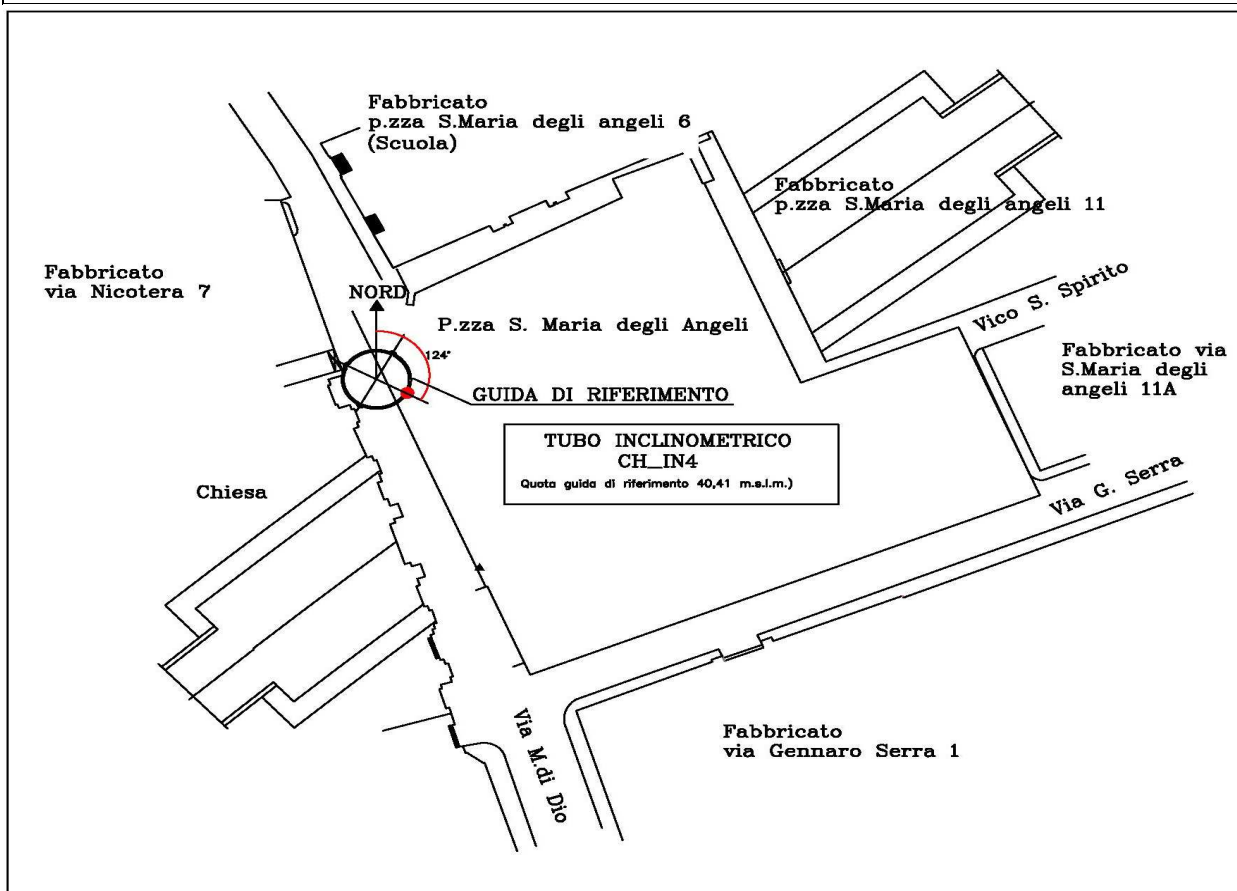 Fabbricato
p.zza S.Maria degli angeli 6
(Scuola)
Fabbricato
p.zza S.Maria degli angeli 11
Fabbricato
via Nicotera 7
NORD
P.zza S. Maria degli Angeli
124°
Vico S. Spirito
Fabbricato via
S.Maria degli
angeli 11A
GUIDA DI RIFERIMENTO
TUBO INCLINOMETRICO
CH_IN4
Quota guida di riferimento 40,41 m.s.l.m.)
Chiesa
Via G. Serra
Via M.di Dio
Fabbricato
via Gennaro Serra 1